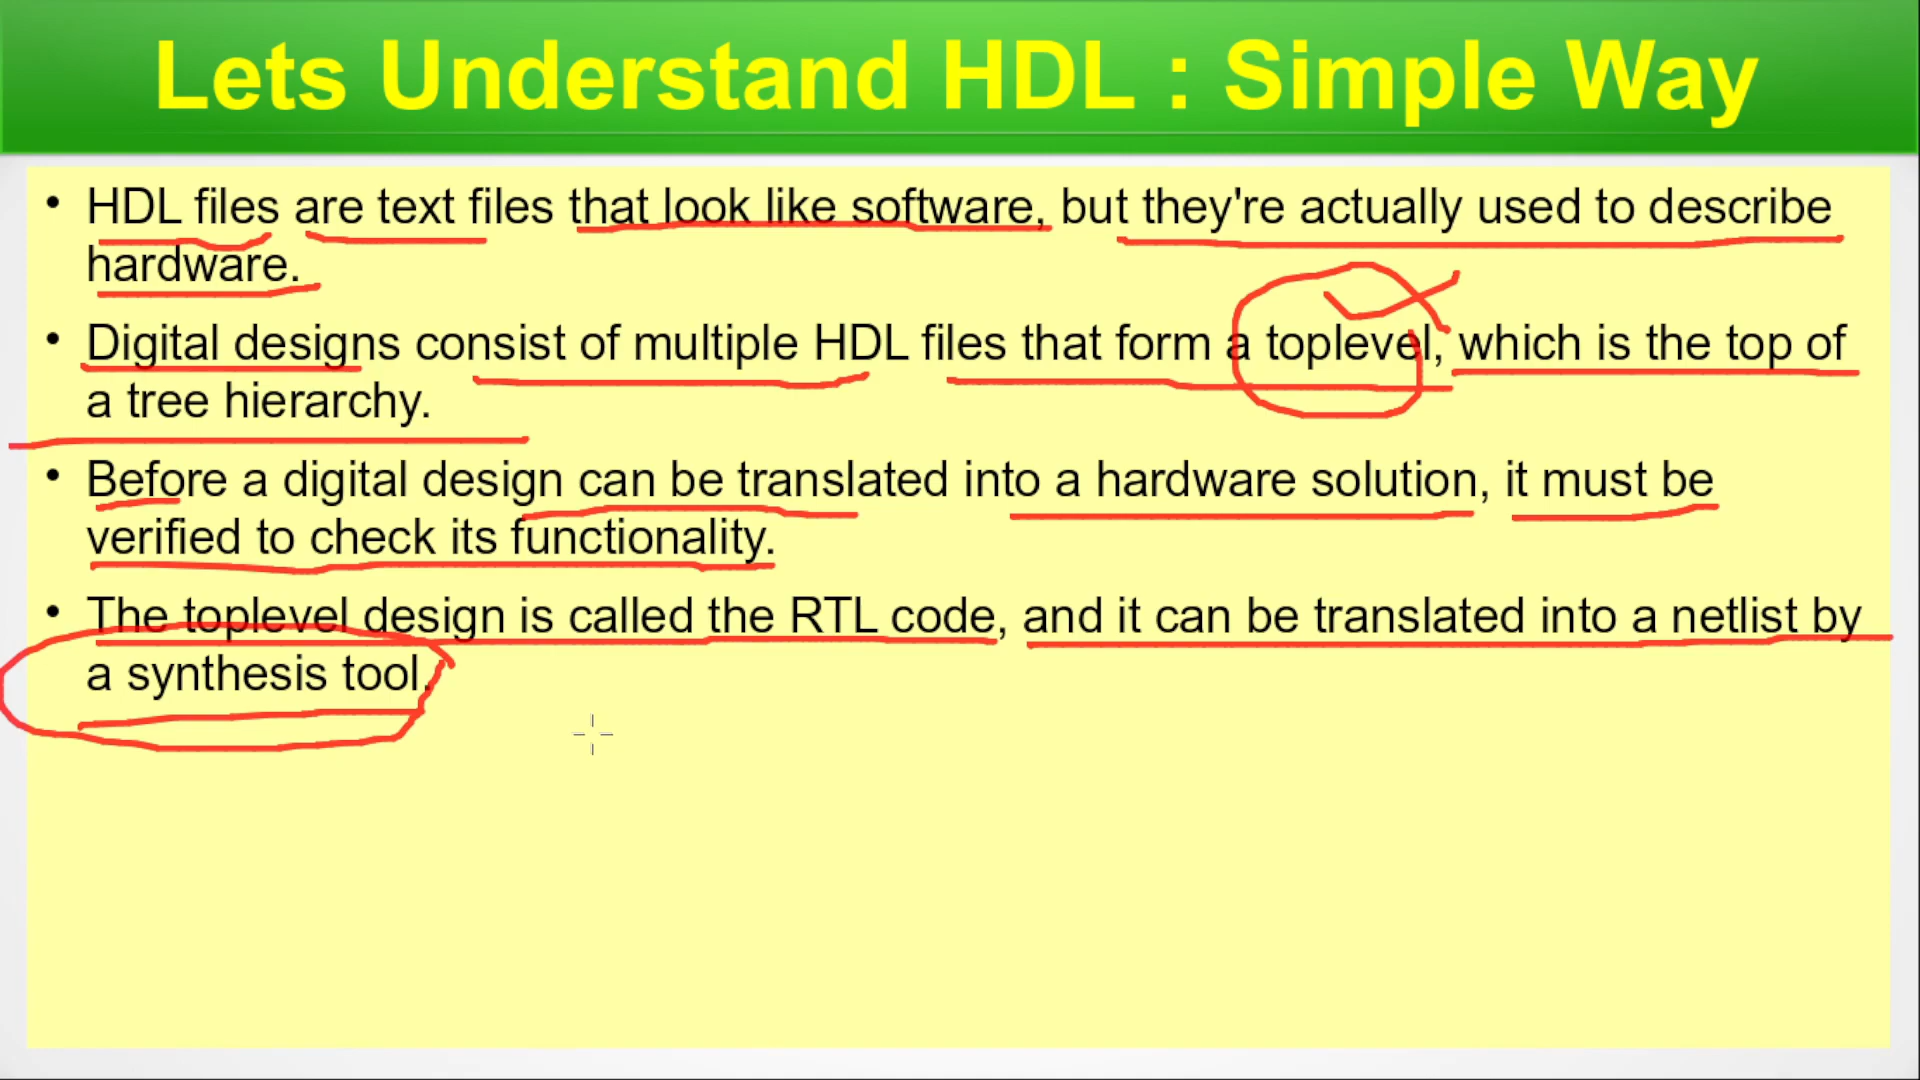 Lets Understand HDL : Simple Way
• HDL files are text files that look like software, but they're actually used to describe
hardware.
• Digital designs consist of multiple HDL files that form a toplevel, which is the top of
a tree hierarchy.
• Before a digital design can be translated into a hardware solution, it must be
verified to check its functionality.
• The toplevel design is called the RTL code, and it can be translated into a netlist by
a synthesis tool.